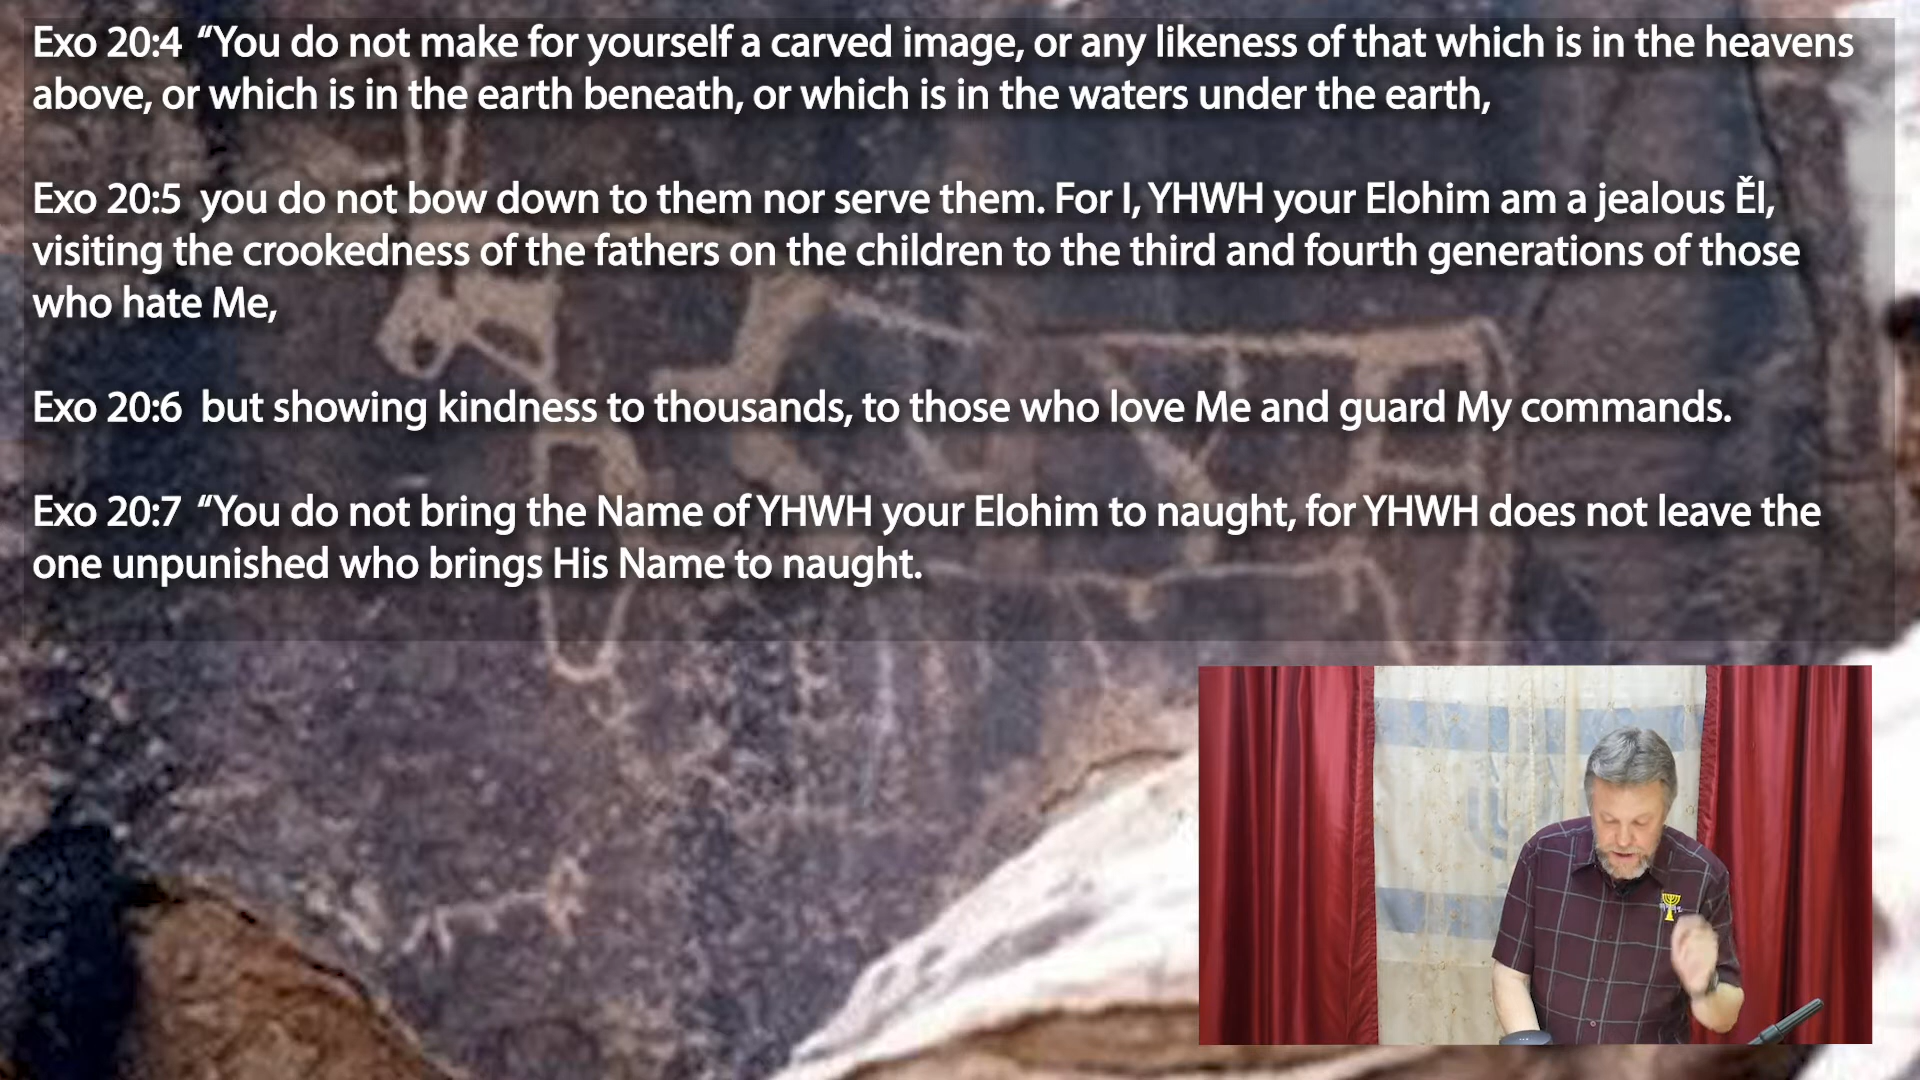 Exo 20:4  “You do not make for yourself a carved image, or any likeness of that which is in the heavens
above, or which is in the earth beneath, or which is in the waters under the earth,
Exo 20:5  you do not bow down to them nor serve them. For I, YHWH your Elohim am a jealous Ěl,
visiting the crookedness of the fathers on the children to the third and fourth generations of those
who hate Me,
Exo 20:6  but showing kindness to thousands, to those who love Me and guard My commands.
Exo 20:7  “You do not bring the Name of YHWH your Elohim to naught, for YHWH does not leave the
one unpunished who brings His Name to naught.